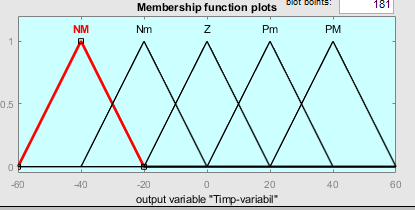 Membership function plots
plot points:
181
NM Nm Z Pm PM
1
0.5
0
-60 -40 -20 0 20 40 60
output variable "Timp-variabil"